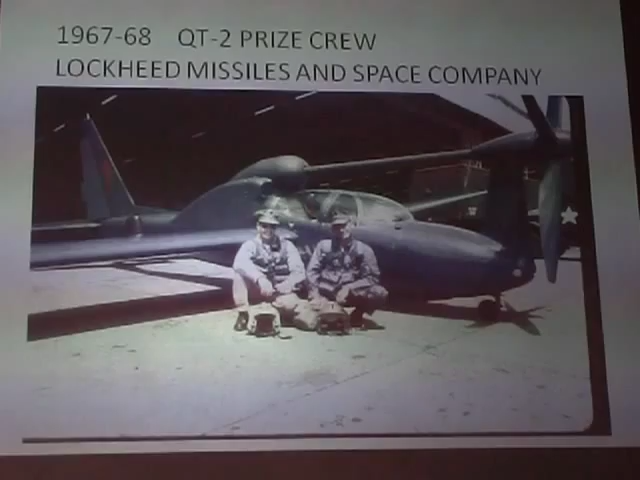 1967-68 QT-2 PRIZE CREW
LOCKHEED MISSILES AND SPACE COMPANY